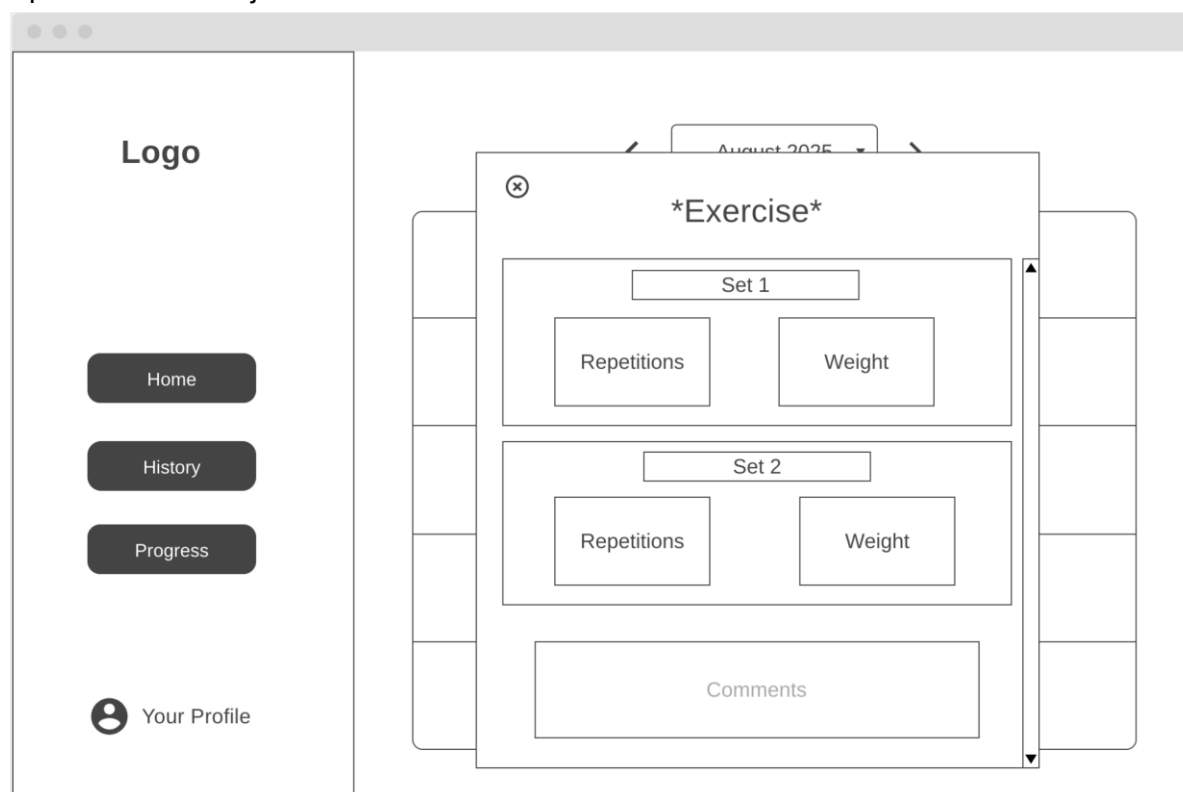 Logo
August 2025
*Exercise*
Set 1
Repetitions Weight
Home
History
Set 2
Repetitions Weight
Progress
Comments
Your Profile